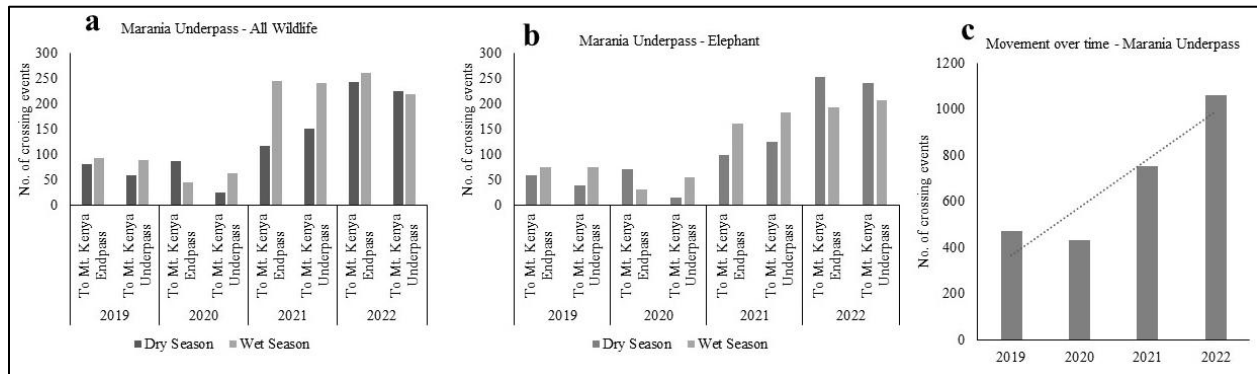 a
Marania Underpass - All Wildlife
No. of crossing events
300
250
200
150
100
50
0
To Mt. Kenya Endpass
To Mt. Kenya Underpass
To Mt. Kenya Endpass
To Mt. Kenya Underpass
To Mt. Kenya Endpass
To Mt. Kenya Underpass
To Mt. Kenya Endpass
To Mt. Kenya Underpass
2019
2020
2021
2022
Dry Season
Wet Season
b
Marania Underpass - Elephant
No. of crossing events
300
250
200
150
100
50
0
To Mt. Kenya Endpass
To Mt. Kenya Underpass
To Mt. Kenya Endpass
To Mt. Kenya Underpass
To Mt. Kenya Endpass
To Mt. Kenya Underpass
To Mt. Kenya Endpass
To Mt. Kenya Underpass
2019
2020
2021
2022
Dry Season
Wet Season
c
Movement over time - Marania Underpass
No. of crossing events
1200
1000
800
600
400
200
0
2019
2020
2021
2022